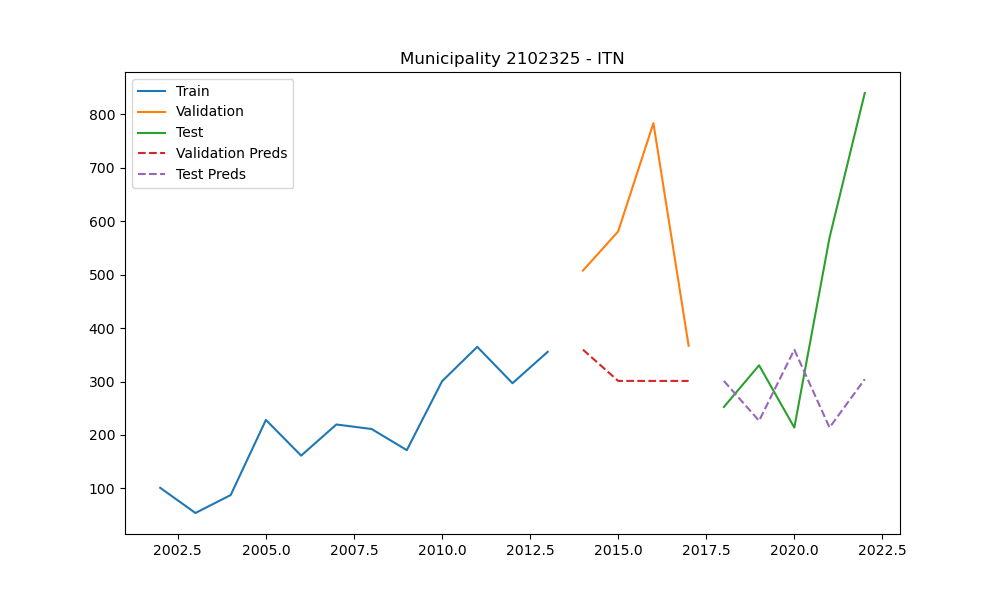 Municipality 2102325 - ITN
Train
Validation
Test
Validation Preds
Test Preds
800
700
600
500
400
300
200
100
2002.5 2005.0 2007.5 2010.0 2012.5 2015.0 2017.5 2020.0 2022.5